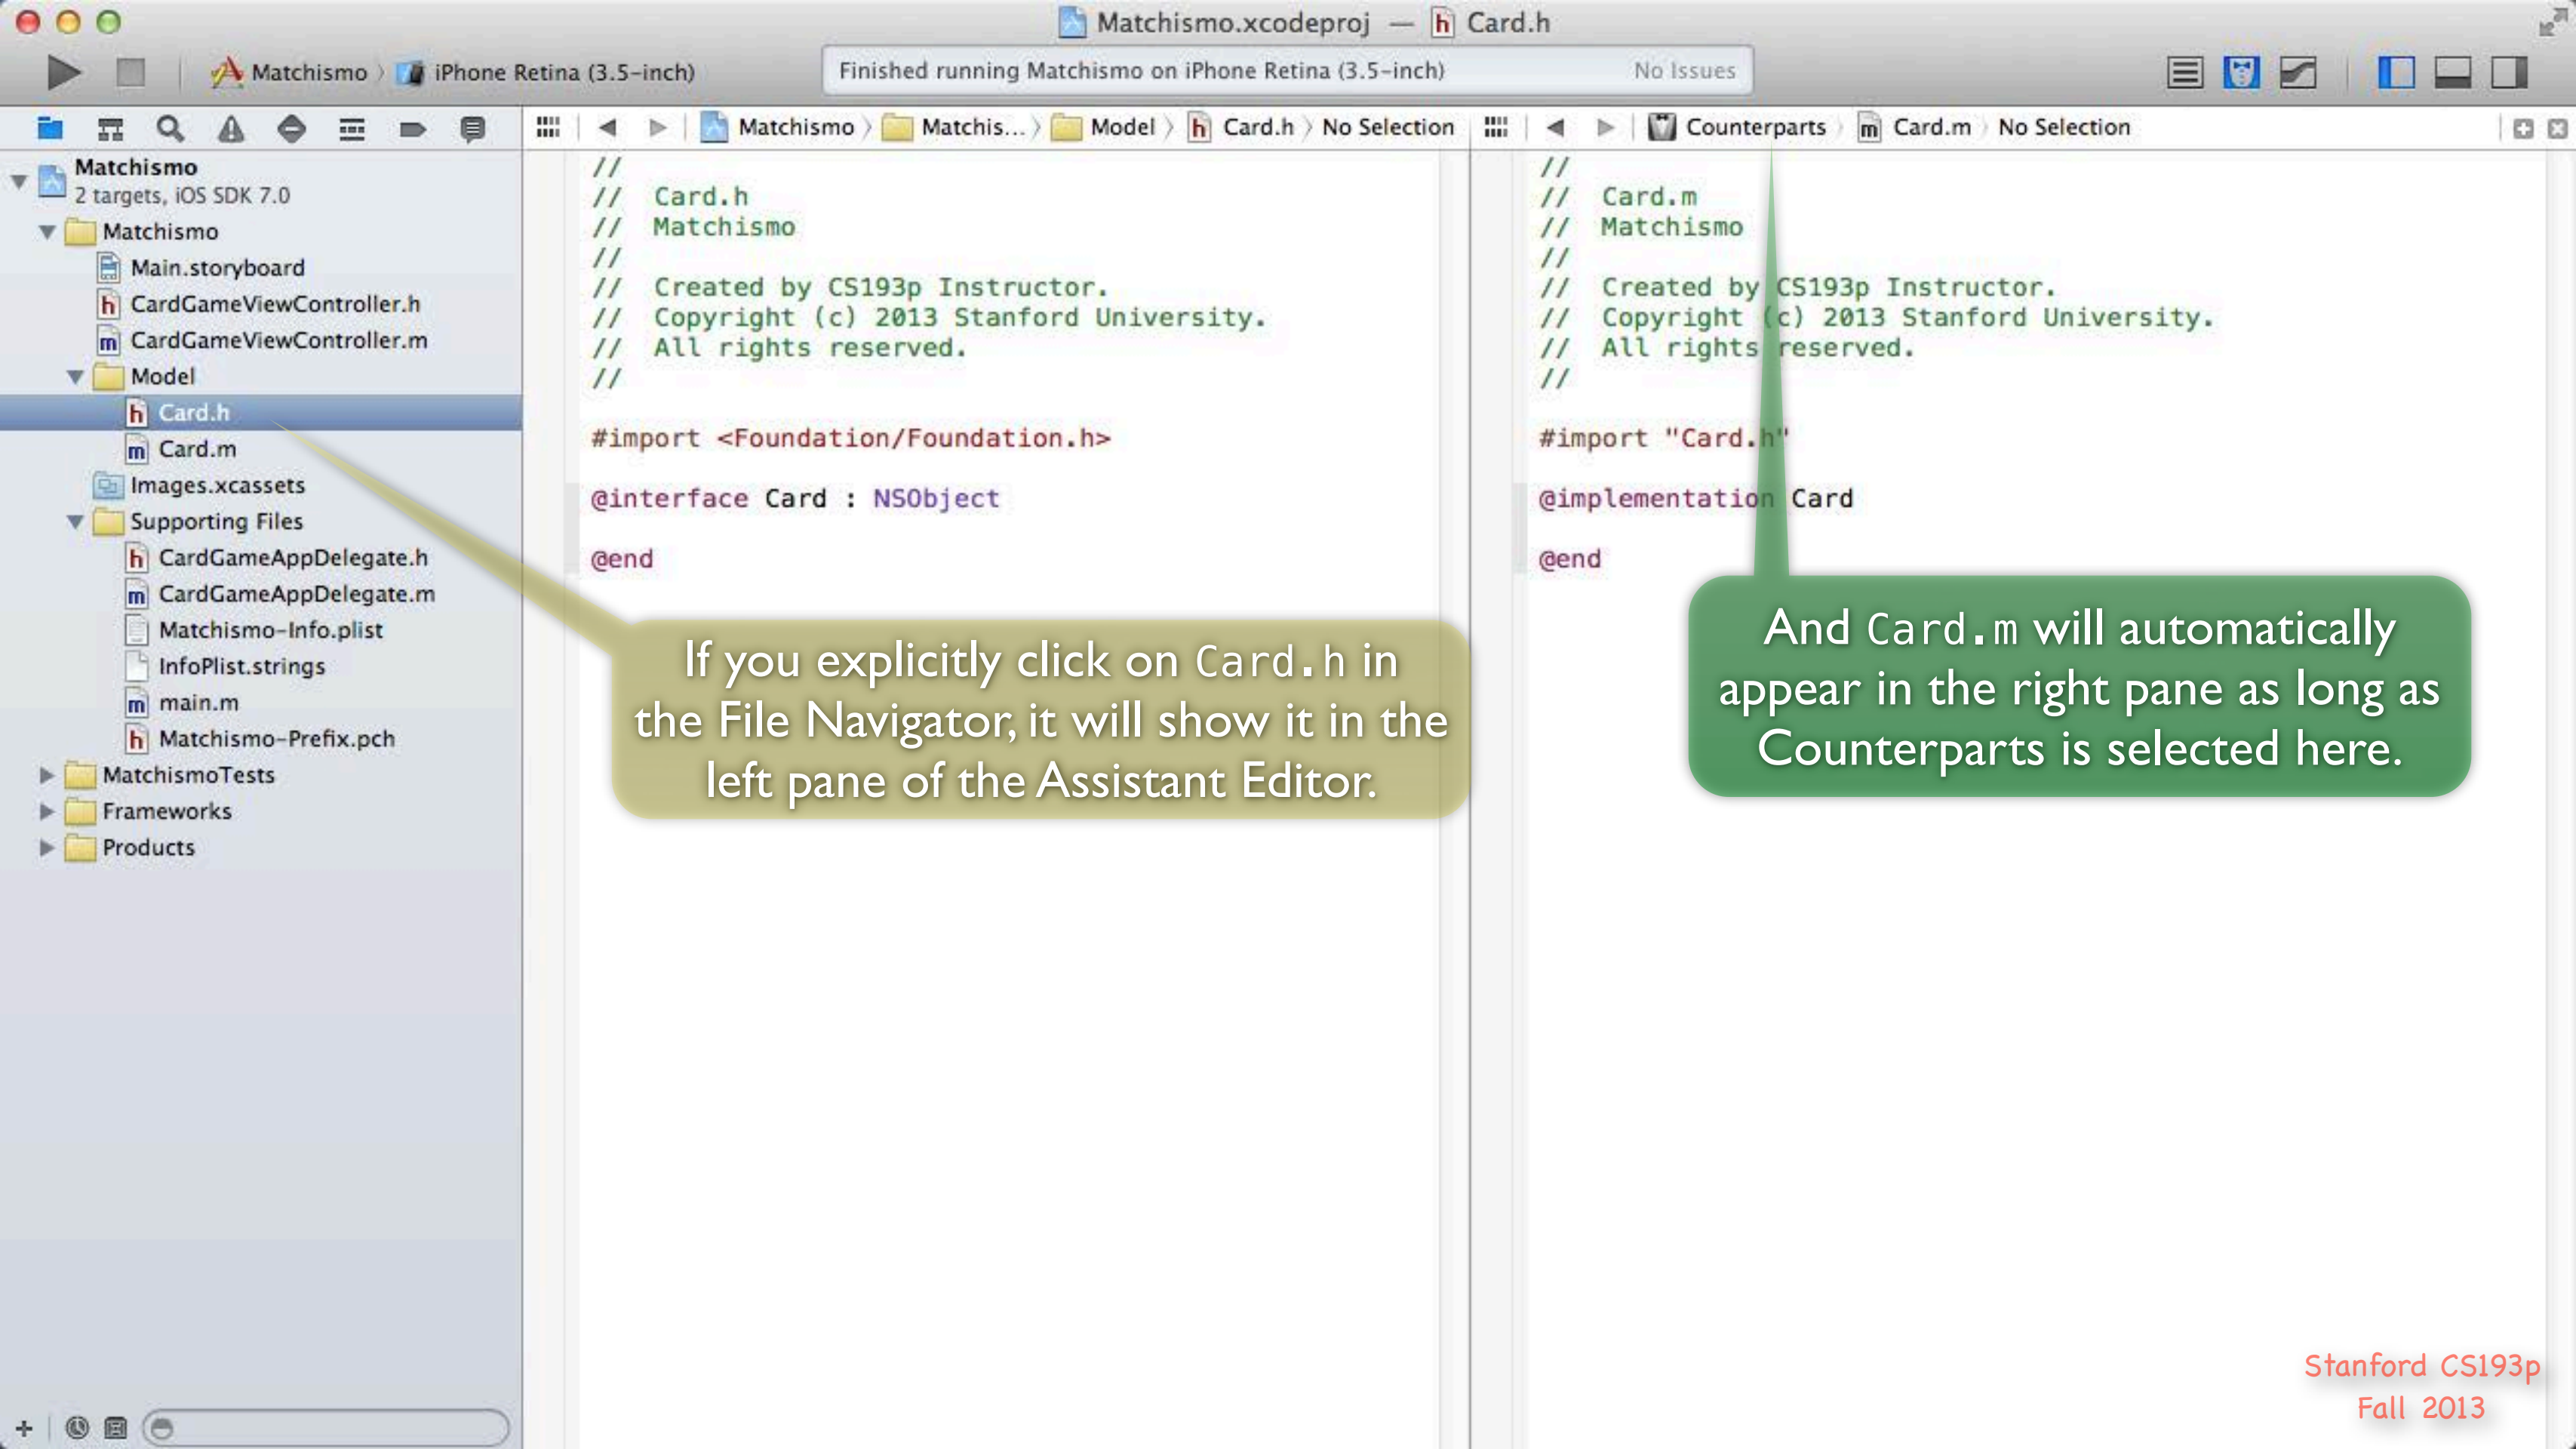 Matchismo.xcodeproj — h Card.h
Matchismo 〉 iPhone Retina (3.5-inch)
Finished running Matchismo on iPhone Retina (3.5-inch)
No Issues
Matchismo 〉 Matchis... 〉 Model 〉 h Card.h 〉 No Selection
Counterparts 〉 m Card.m 〉 No Selection
Matchismo
2 targets, iOS SDK 7.0
Matchismo
Main.storyboard
h CardGameViewController.h
m CardGameViewController.m
Model
h Card.h
m Card.m
Images.xcassets
Supporting Files
h CardGameAppDelegate.h
m CardGameAppDelegate.m
Matchismo-Info.plist
InfoPlist.strings
m main.m
h Matchismo-Prefix.pch
MatchismoTests
Frameworks
Products
//
//  Card.h
//  Matchismo
//
//  Created by CS193p Instructor.
//  Copyright (c) 2013 Stanford University.
//  All rights reserved.
//
#import <Foundation/Foundation.h>
@interface Card : NSObject
@end
If you explicitly click on Card.h in
the File Navigator, it will show it in the
left pane of the Assistant Editor.
//
//  Card.m
//  Matchismo
//
//  Created by CS193p Instructor.
//  Copyright (c) 2013 Stanford University.
//  All rights reserved.
//
#import "Card.h"
@implementation Card
@end
And Card.m will automatically
appear in the right pane as long as
Counterparts is selected here.
Stanford CS193p
Fall 2013